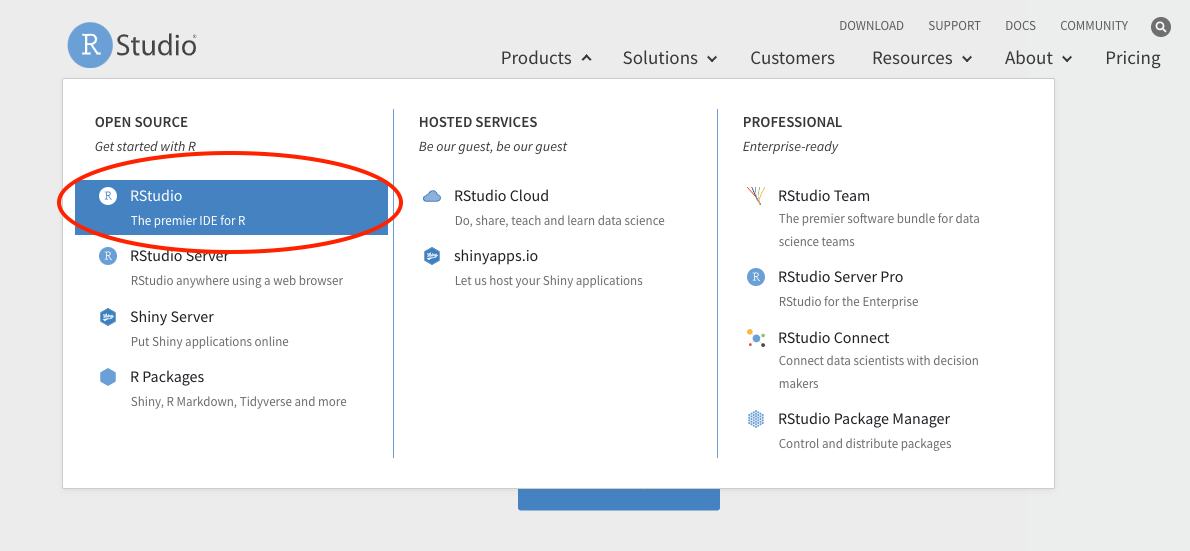 DOWNLOAD SUPPORT DOCS COMMUNITY
R Studio®
Products Solutions Customers Resources About Pricing
OPEN SOURCE
Get started with R
R RStudio
The premier IDE for R
R RStudio Server
RStudio anywhere using a web browser
Shiny Shiny Server
Put Shiny applications online
R Packages
Shiny, R Markdown, Tidyverse and more
HOSTED SERVICES
Be our guest, be our guest
RStudio Cloud
Do, share, teach and learn data science
Shiny shinyapps.io
Let us host your Shiny applications
PROFESSIONAL
Enterprise-ready
RStudio Team
The premier software bundle for data
science teams
R RStudio Server Pro
RStudio for the Enterprise
RStudio Connect
Connect data scientists with decision
makers
RStudio Package Manager
Control and distribute packages